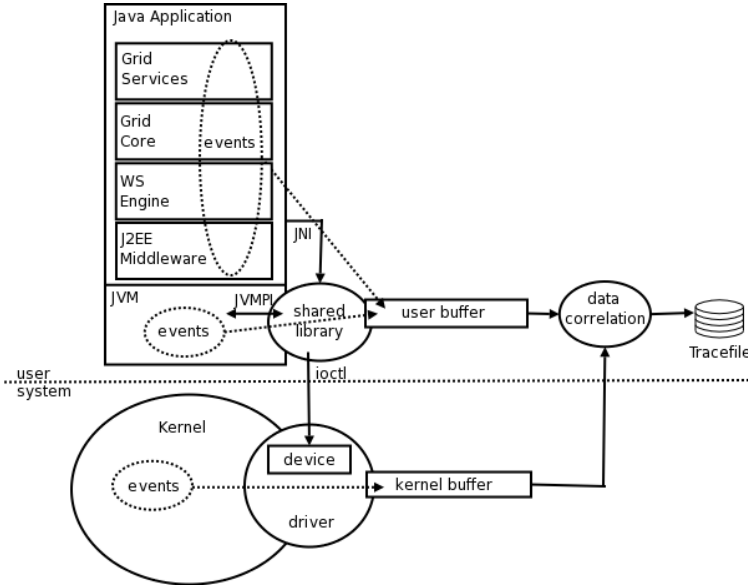 Java Application
Grid
Services
Grid
Core
events
WS
Engine
J2EE
Middleware
JNI
JVM
JVMPI
events
shared
library
user buffer
data
correlation
Tracefile
user
system
ioctl
Kernel
events
device
driver
kernel buffer